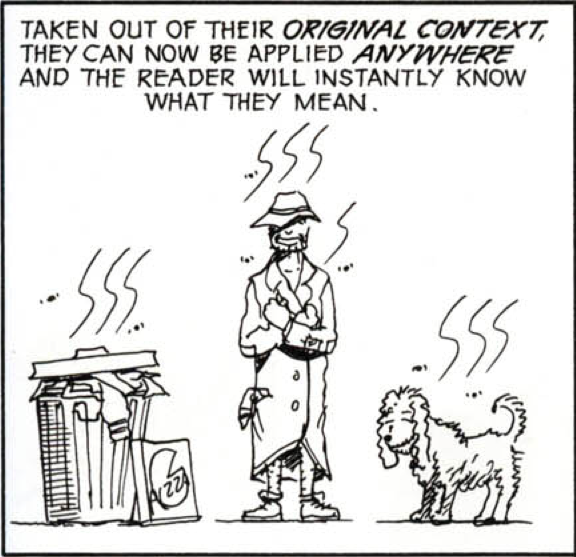 TAKEN OUT OF THEIR ORIGINAL CONTEXT,
THEY CAN NOW BE APPLIED ANYWHERE
AND THE READER WILL INSTANTLY KNOW
WHAT THEY MEAN.